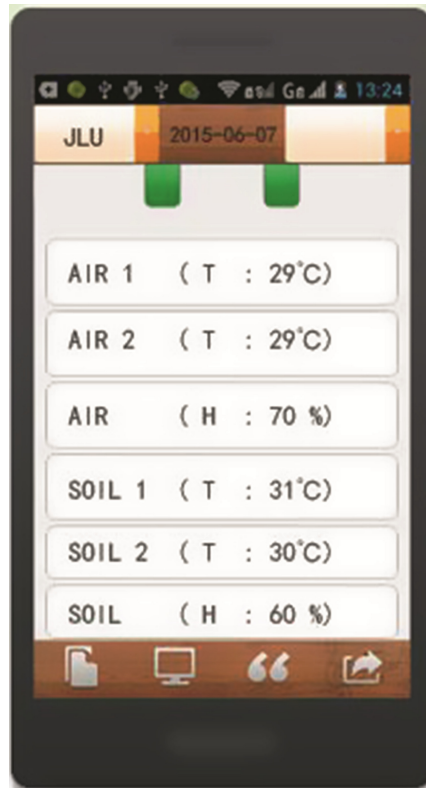 13:24
JLU 2015-06-07
AIR 1 ( T : 29°C)
AIR 2 ( T : 29°C)
AIR ( H : 70 %)
SOIL 1 ( T : 31°C)
SOIL 2 ( T : 30°C)
SOIL ( H : 60 %)